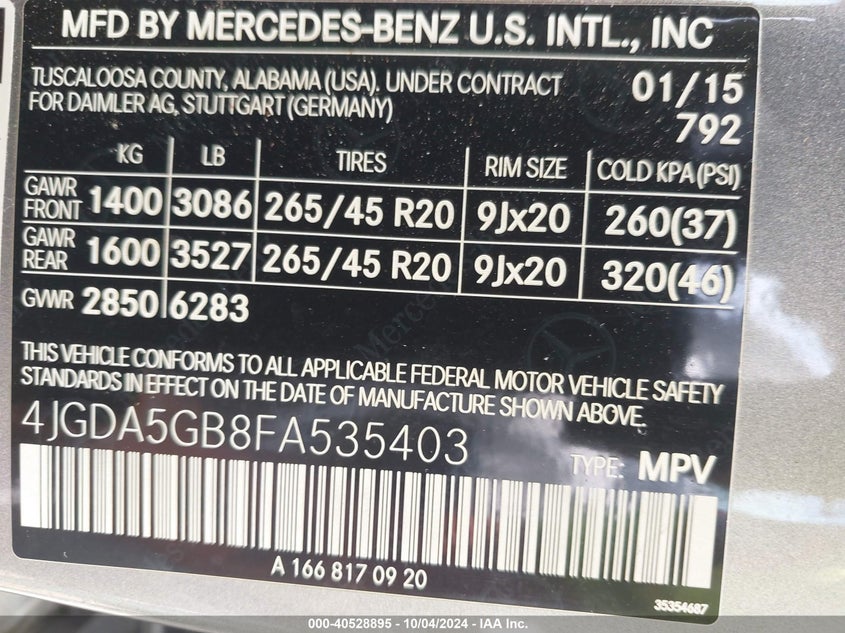 MFD BY MERCEDES-BENZ U.S. INTL., INC
TUSCALOOSA COUNTY, ALABAMA (USA). UNDER CONTRACT
FOR DAIMLER AG, STUTTGART (GERMANY)
01/15
792
KG LB TIRES RIM SIZE COLD KPA (PSI)
GAWR FRONT 1400 3086 265/45 R20 9Jx20 260(37)
GAWR REAR 1600 3527 265/45 R20 9Jx20 320(46)
GVWR 2850 6283
THIS VEHICLE CONFORMS TO ALL APPLICABLE FEDERAL MOTOR VEHICLE SAFETY
STANDARDS IN EFFECT ON THE DATE OF MANUFACTURE SHOWN ABOVE.
4JGDA5GB8FA535403
TYPE: MPV
A 166 817 09 20
35354687
000-40528895 - 10/04/2024 - IAA Inc.